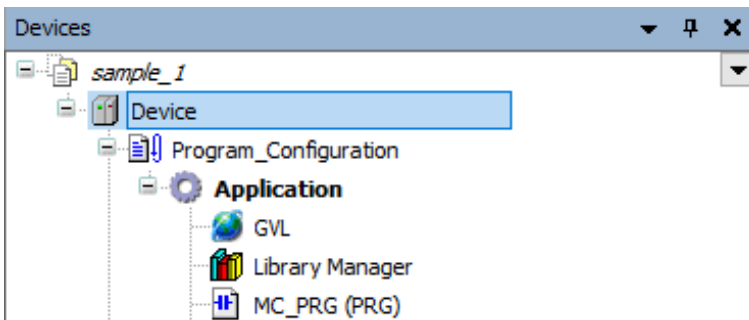 Devices
sample_1
Device
Program_Configuration
Application
GVL
Library Manager
MC_PRG (PRG)